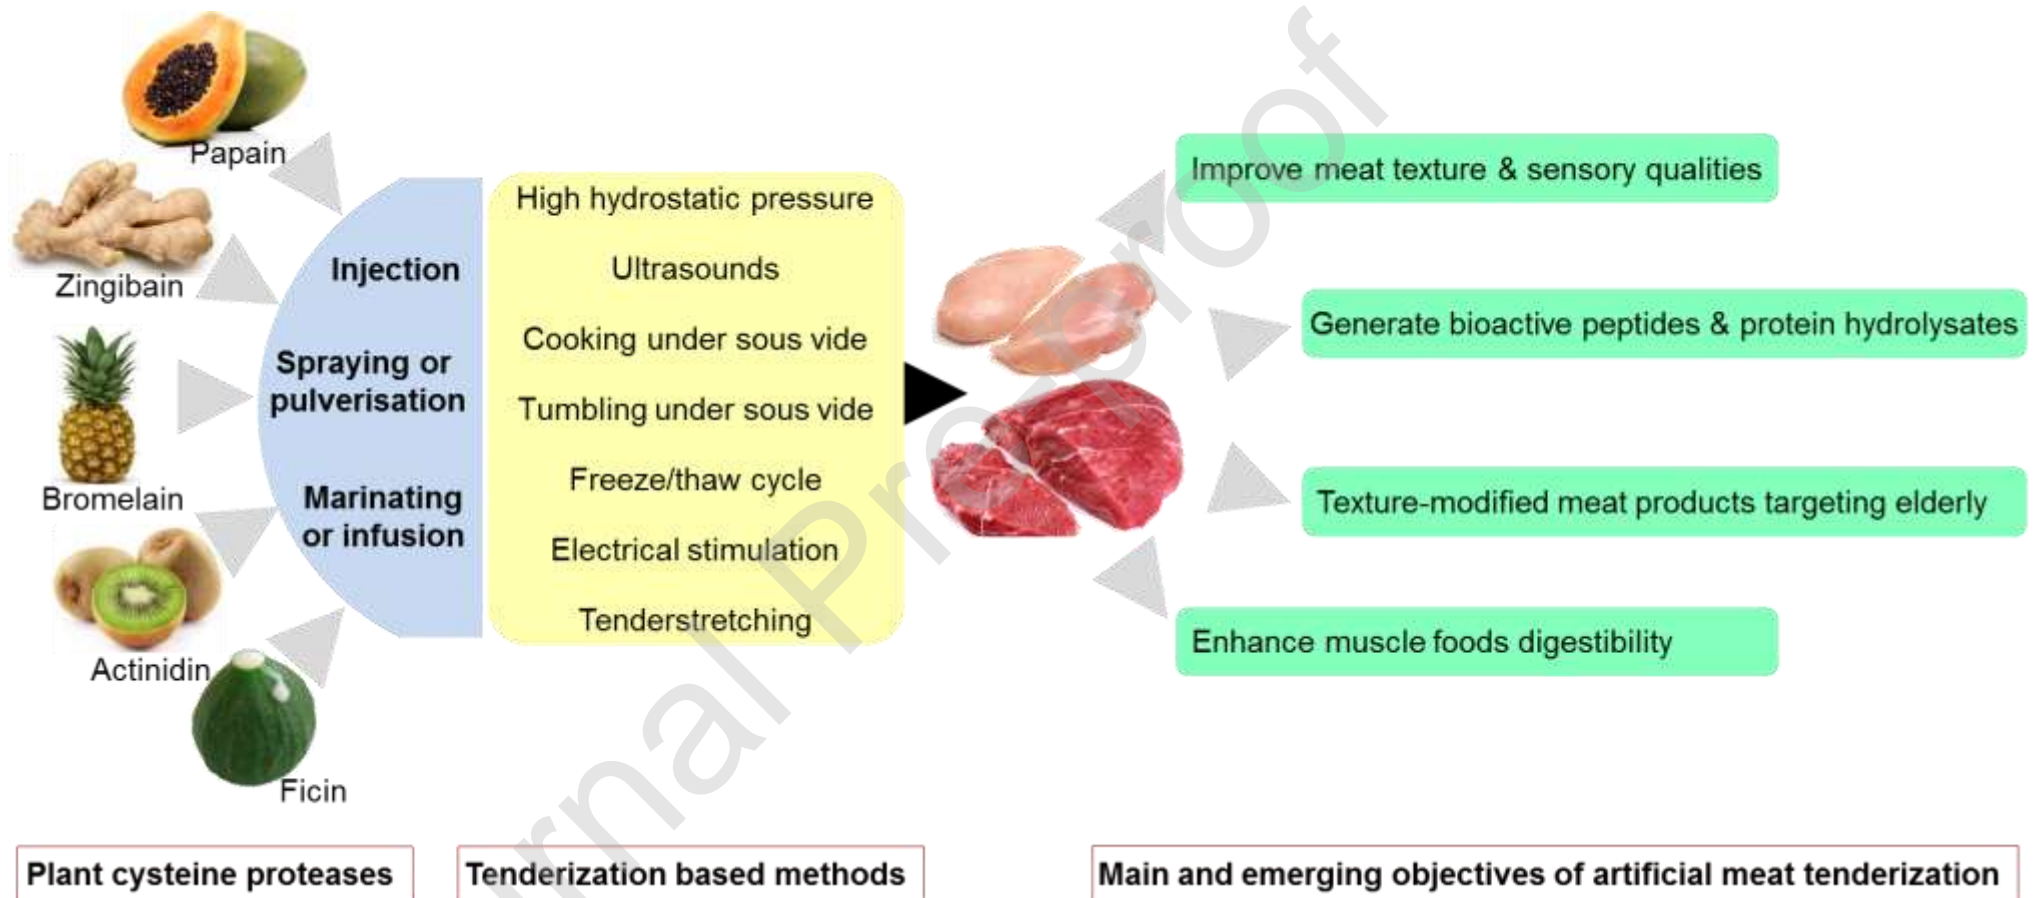 Papain
Zingibain
Bromelain
Actinidin
Ficin
Injection
Spraying or
pulverisation
Marinating
or infusion
High hydrostatic pressure
Ultrasounds
Cooking under sous vide
Tumbling under sous vide
Freeze/thaw cycle
Electrical stimulation
Tenderstretching
Improve meat texture & sensory qualities
Generate bioactive peptides & protein hydrolysates
Texture-modified meat products targeting elderly
Enhance muscle foods digestibility
Plant cysteine proteases
Tenderization based methods
Main and emerging objectives of artificial meat tenderization
rnal Pre-proof